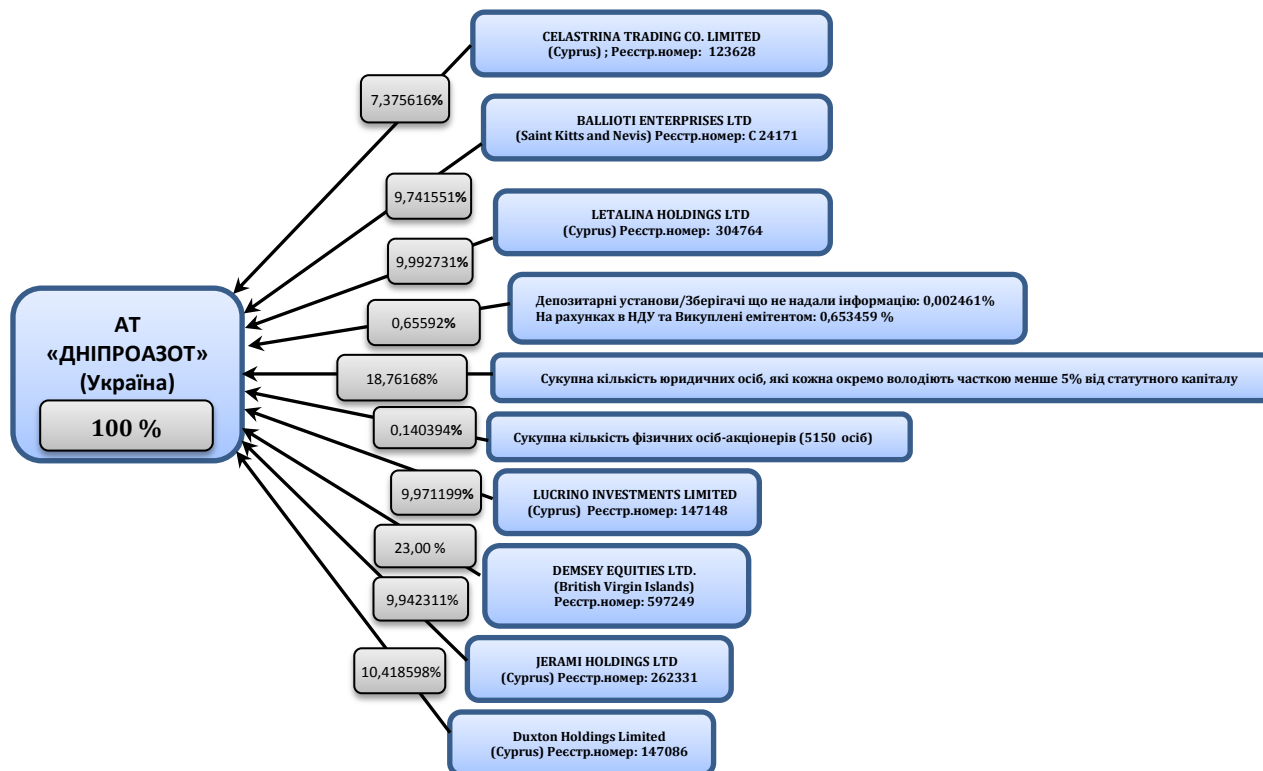 CELASTRINA TRADING CO. LIMITED
(Cyprus) ; Реєстр.номер: 123628
7,375616%
BALLIOTI ENTERPRISES LTD
(Saint Kitts and Nevis) Реєстр.номер: С 24171
9,741551%
LETALINA HOLDINGS LTD
(Cyprus) Реєстр.номер: 304764
9,992731%
Депозитарні установи/Зберігачі що не надали інформацію: 0,002461%
На рахунках в НДУ та Викуплені емітентом: 0,653459 %
0,65592%
АТ
«ДНІПРОАЗОТ»
(Україна)
100 %
18,76168%
Сукупна кількість юридичних осіб, які кожна окремо володіють часткою менше 5% від статутного капіталу
0,140394%
Сукупна кількість фізичних осіб-акціонерів (5150 осіб)
9,971199%
LUCRINO INVESTMENTS LIMITED
(Cyprus) Реєстр.номер: 147148
23,00 %
DEMSEY EQUITIES LTD.
(British Virgin Islands)
Реєстр.номер: 597249
9,942311%
JERAMI HOLDINGS LTD
(Cyprus) Реєстр.номер: 262331
10,418598%
Duxton Holdings Limited
(Cyprus) Реєстр.номер: 147086